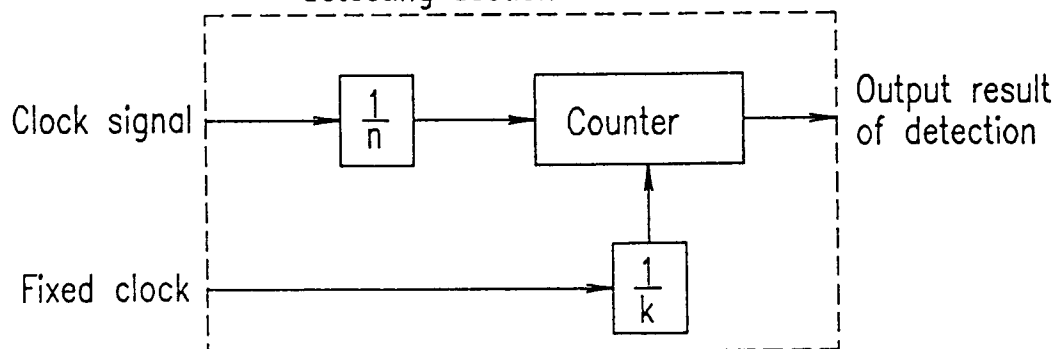 Clock signal
1
n
Counter
Output result
of detection
Fixed clock
1
k